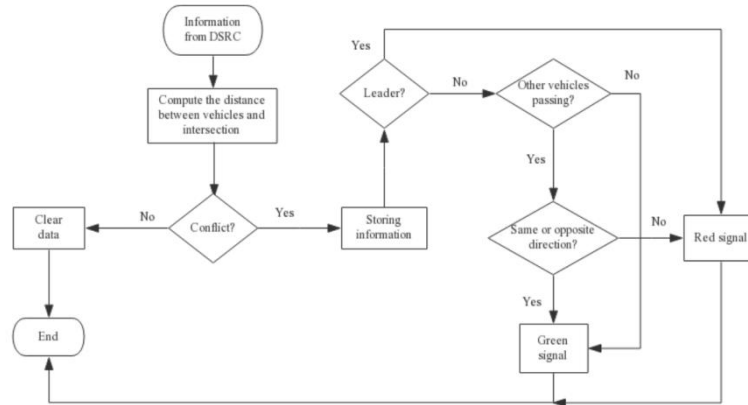 Information
from DSRC
Compute the distance
between vehicles and
intersection
Conflict?
No
Clear
data
End
Yes
Storing
information
Leader?
Yes
No
Other vehicles
passing?
No
Yes
Same or opposite
direction?
No
Red signal
Yes
Green
signal